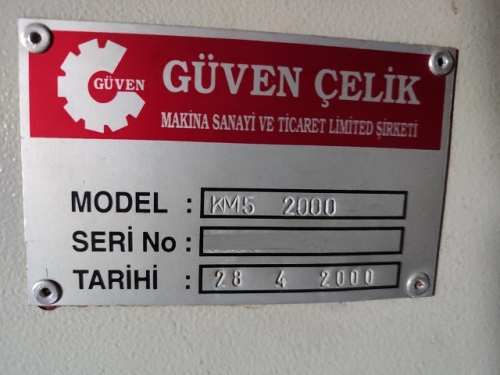 GÜVEN
GÜVEN ÇELİK
MAKİNA SANAYİ VE TİCARET LİMİTED ŞİRKETİ
MODEL : KM5 2000
SERİ No :
TARİHİ : 28 4 2000